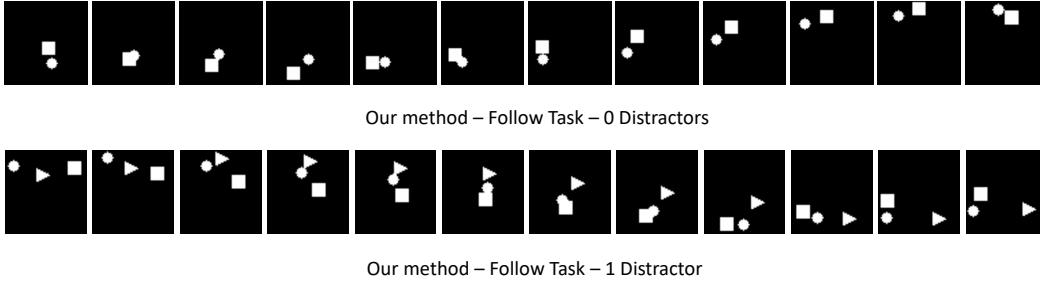 Our method – Follow Task – 0 Distractors
Our method – Follow Task – 1 Distractor